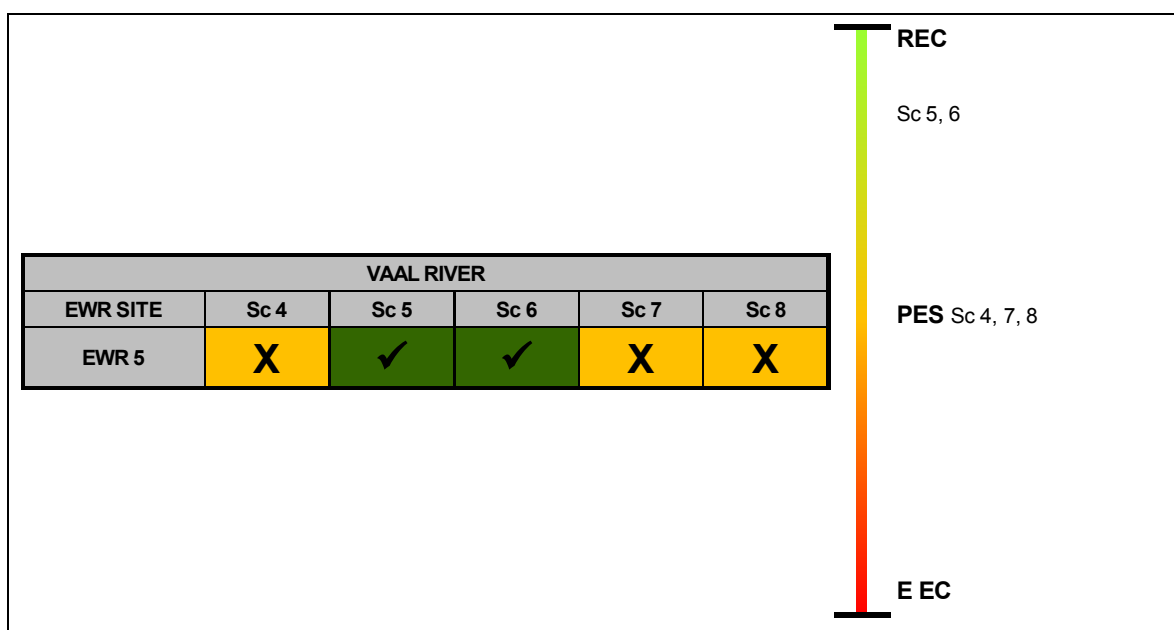 REC
Sc 5, 6
VAAL RIVER
EWR SITE Sc 4 Sc 5 Sc 6 Sc 7 Sc 8
EWR 5 X ✓ ✓ X X
PES Sc 4, 7, 8
E EC